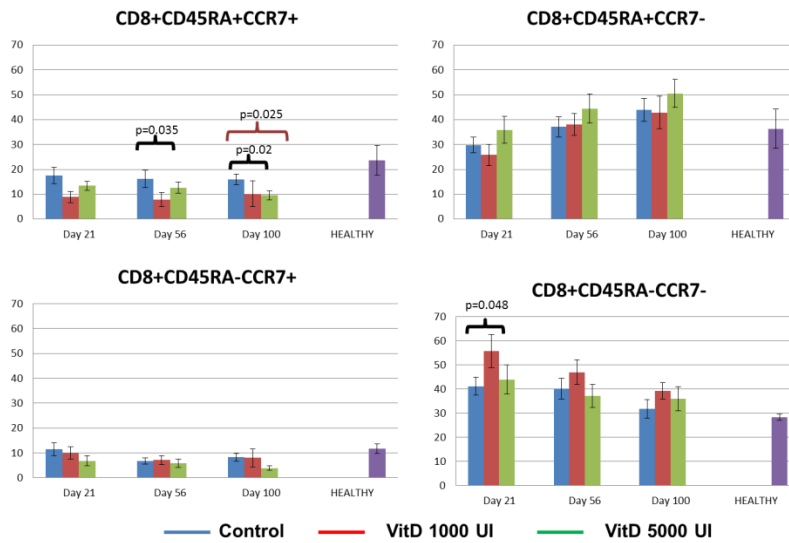 CD8+CD45RA+CCR7+
70
60
50
40
30
20
10
0
p=0.035
p=0.025
p=0.02
Day 21 Day 56 Day 100 HEALTHY
CD8+CD45RA+CCR7-
70
60
50
40
30
20
10
0
Day 21 Day 56 Day 100 HEALTHY
CD8+CD45RA-CCR7+
70
60
50
40
30
20
10
0
Day 21 Day 56 Day 100 HEALTHY
CD8+CD45RA-CCR7-
p=0.048
70
60
50
40
30
20
10
0
Day 21 Day 56 Day 100 HEALTHY
Control VitD 1000 UI VitD 5000 UI